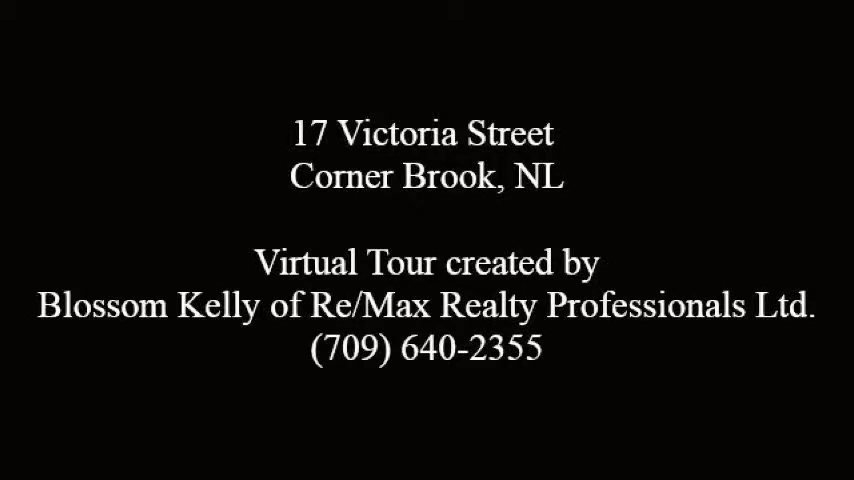 17 Victoria Street
Corner Brook, NL
Virtual Tour created by
Blossom Kelly of Re/Max Realty Professionals Ltd.
(709) 640-2355